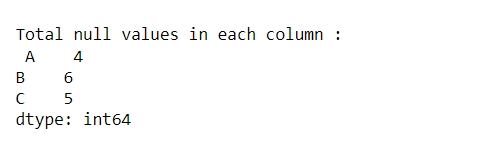 Total null values in each column :
 A    4
B    6
C    5
dtype: int64